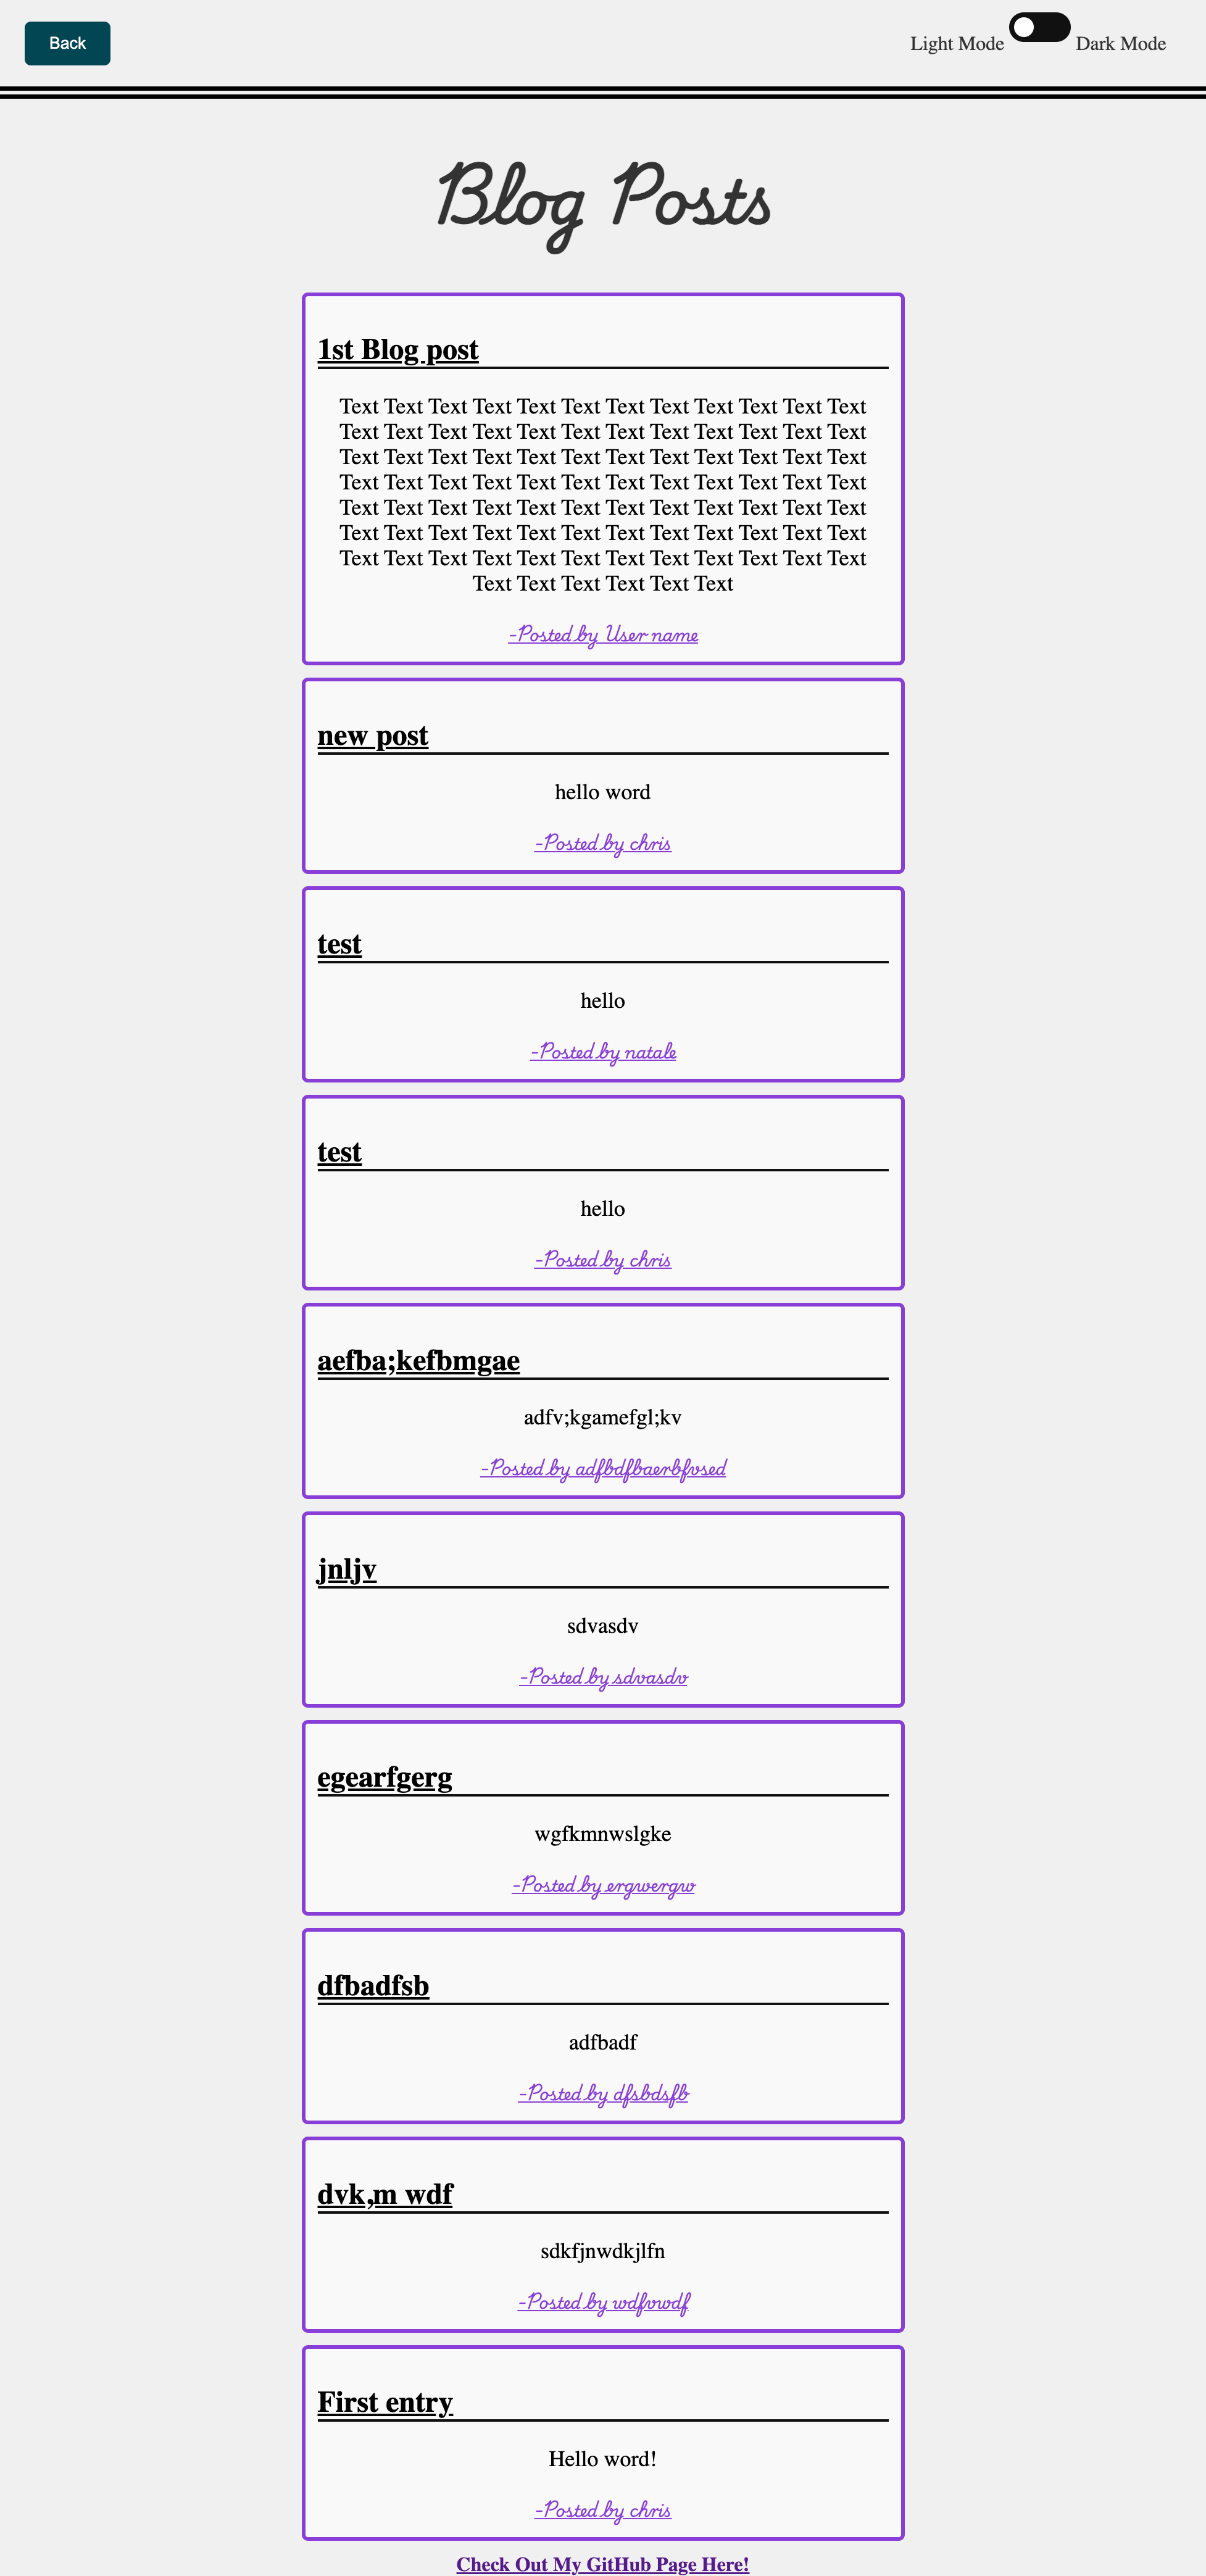 Back
Light Mode Dark Mode
Blog Posts
1st Blog post
Text Text Text Text Text Text Text Text Text Text Text Text
Text Text Text Text Text Text Text Text Text Text Text Text
Text Text Text Text Text Text Text Text Text Text Text Text
Text Text Text Text Text Text Text Text Text Text Text Text
Text Text Text Text Text Text Text Text Text Text Text Text
Text Text Text Text Text Text Text Text Text Text Text Text
Text Text Text Text Text Text Text Text Text Text Text Text
Text Text Text Text Text Text
-Posted by User name
new post
hello word
-Posted by chris
test
hello
-Posted by natale
test
hello
-Posted by chris
aefba;kefbmgae
adfv;kgamefgl;kv
-Posted by adfbdfbaerbfvsed
jnljv
sdvasdv
-Posted by sdvasdv
egearfgerg
wgfkmnwslgke
-Posted by ergwergw
dfbadfsb
adfbadf
-Posted by dfsbdsfb
dvk,m wdf
sdkfjnwdkjlfn
-Posted by wdfvwdf
First entry
Hello word!
-Posted by chris
Check Out My GitHub Page Here!